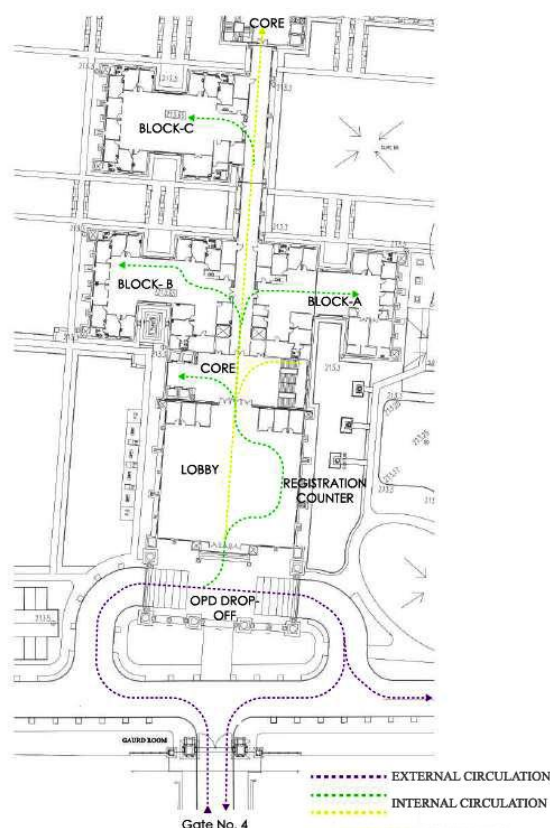 CORE
BLOCK-C
BLOCK- B
BLOCK-A
CORE
LOBBY
REGISTRATION
COUNTER
OPD DROP-
OFF
GAURD ROOM
EXTERNAL CIRCULATION
INTERNAL CIRCULATION
Gate No. 4